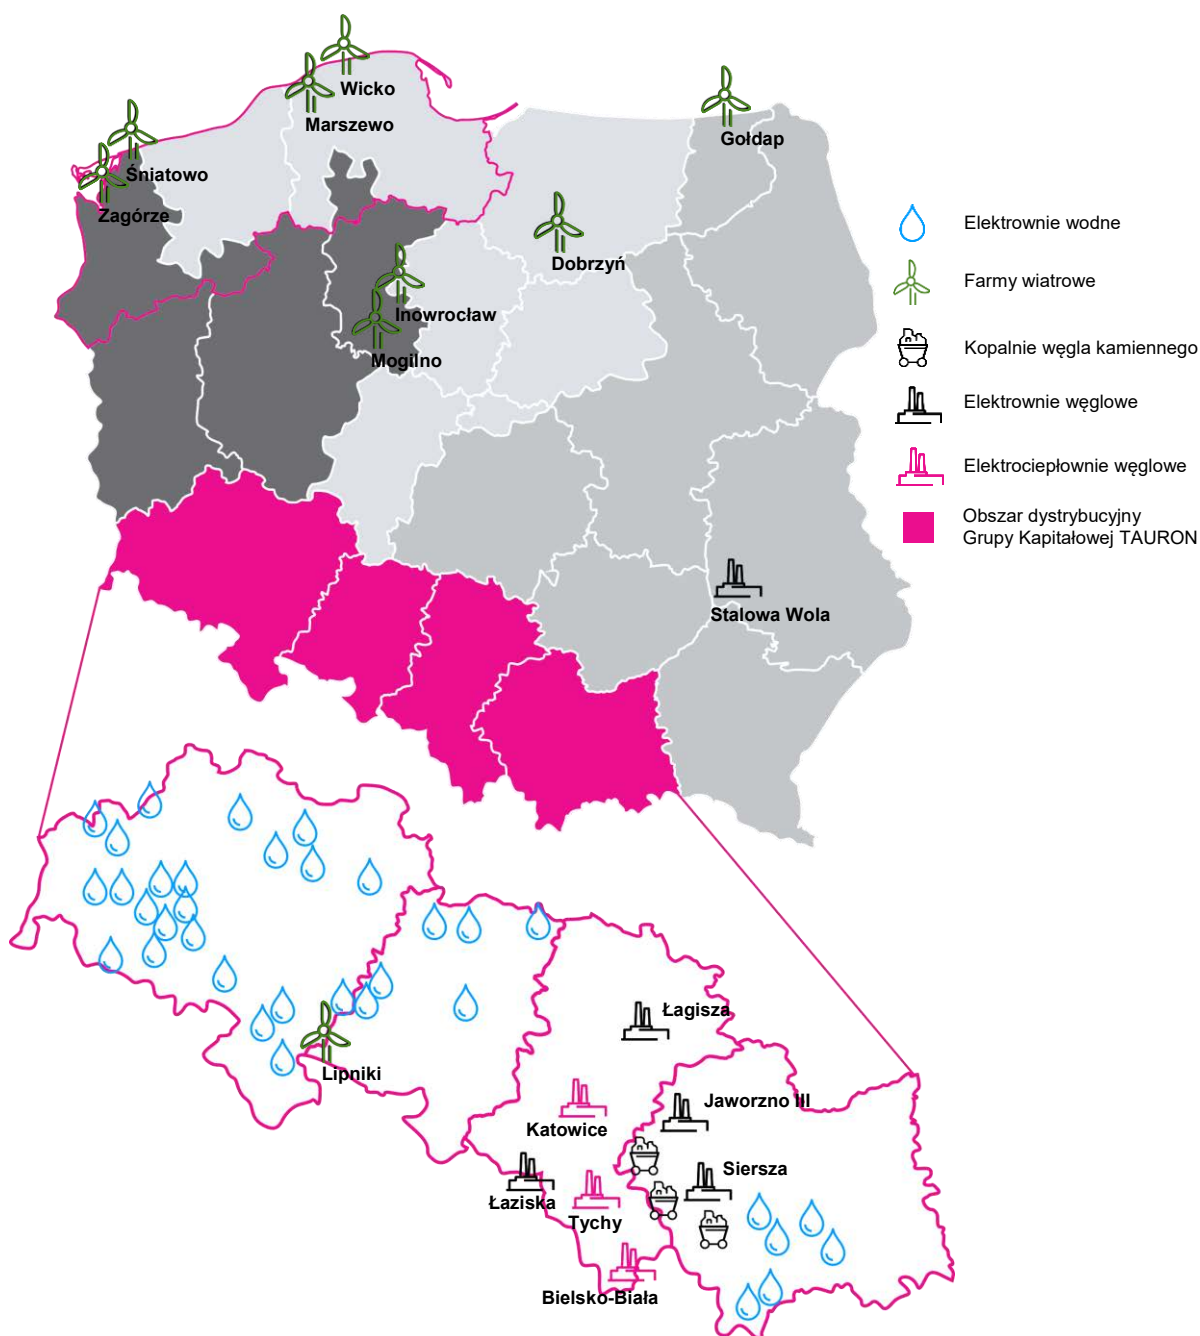 Wicko
Marszewo
Gołdap
Śniatowo
Zagórze
Dobrzyń
Inowrocław
Mogilno
Stalowa Wola
Elektrownie wodne
Farmy wiatrowe
Kopalnie węgla kamiennego
Elektrownie węglowe
Elektrociepłownie węglowe
Obszar dystrybucyjny
Grupy Kapitałowej TAURON
Łagisza
Lipniki
Jaworzno III
Katowice
Siersza
Łaziska
Tychy
Bielsko-Biała